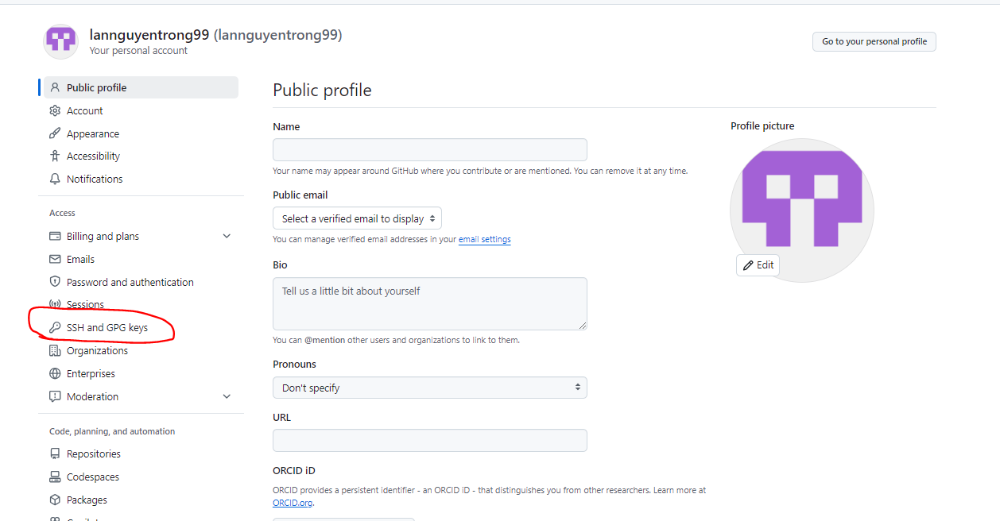 lannguyentrong99 (lannguyentrong99)
Your personal account
Go to your personal profile
Public profile
Account
Appearance
Accessibility
Notifications
Access
Billing and plans
Emails
Password and authentication
Sessions
SSH and GPG keys
Organizations
Enterprises
Moderation
Code, planning, and automation
Repositories
Codespaces
Packages
Public profile
Name
Your name may appear around GitHub where you contribute or are mentioned. You can remove it at any time.
Public email
Select a verified email to display
You can manage verified email addresses in your email settings
Bio
Tell us a little bit about yourself
You can @mention other users and organizations to link to them.
Pronouns
Don't specify
URL
ORCID iD
ORCID provides a persistent identifier - an ORCID iD - that distinguishes you from other researchers. Learn more at
ORCID.org.
Profile picture
Edit